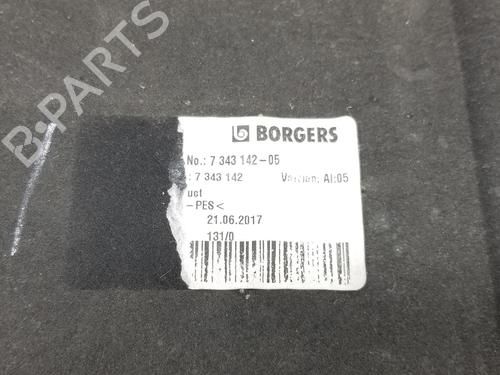 B-PARTS
BORGERS
No.: 7 343 142-05
: 7 343 142 Version: AI:05
uct
-PES<
21.06.2017
131/0